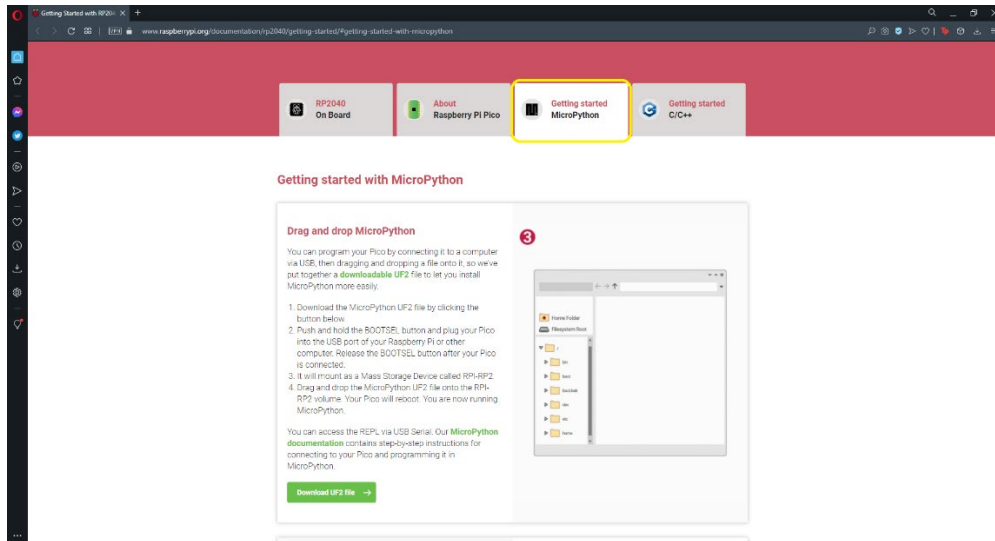 Getting Started with RP204
www.raspberrypi.org/documentation/rp2040/getting-started/#getting-started-with-micropython
RP2040
On Board
About
Raspberry Pi Pico
Getting started
MicroPython
Getting started
C/C++
Getting started with MicroPython
Drag and drop MicroPython
You can program your Pico by connecting it to a computer
via USB, then dragging and dropping a file onto it, so we've
put together a downloadable UF2 file to let you install
MicroPython more easily.
1. Download the MicroPython UF2 file by clicking the
button below.
2. Push and hold the BOOTSEL button and plug your Pico
into the USB port of your Raspberry Pi or other
computer. Release the BOOTSEL button after your Pico
is connected.
3. It will mount as a Mass Storage Device called RPI-RP2.
4. Drag and drop the MicroPython UF2 file onto the RPI-
RP2 volume. Your Pico will reboot. You are now running
MicroPython.
You can access the REPL via USB Serial. Our MicroPython
documentation contains step-by-step instructions for
connecting to your Pico and programming it in
MicroPython.
Download UF2 file →
3
Home Folder
Filesystem Root
/
bin
boot
dev
etc
home